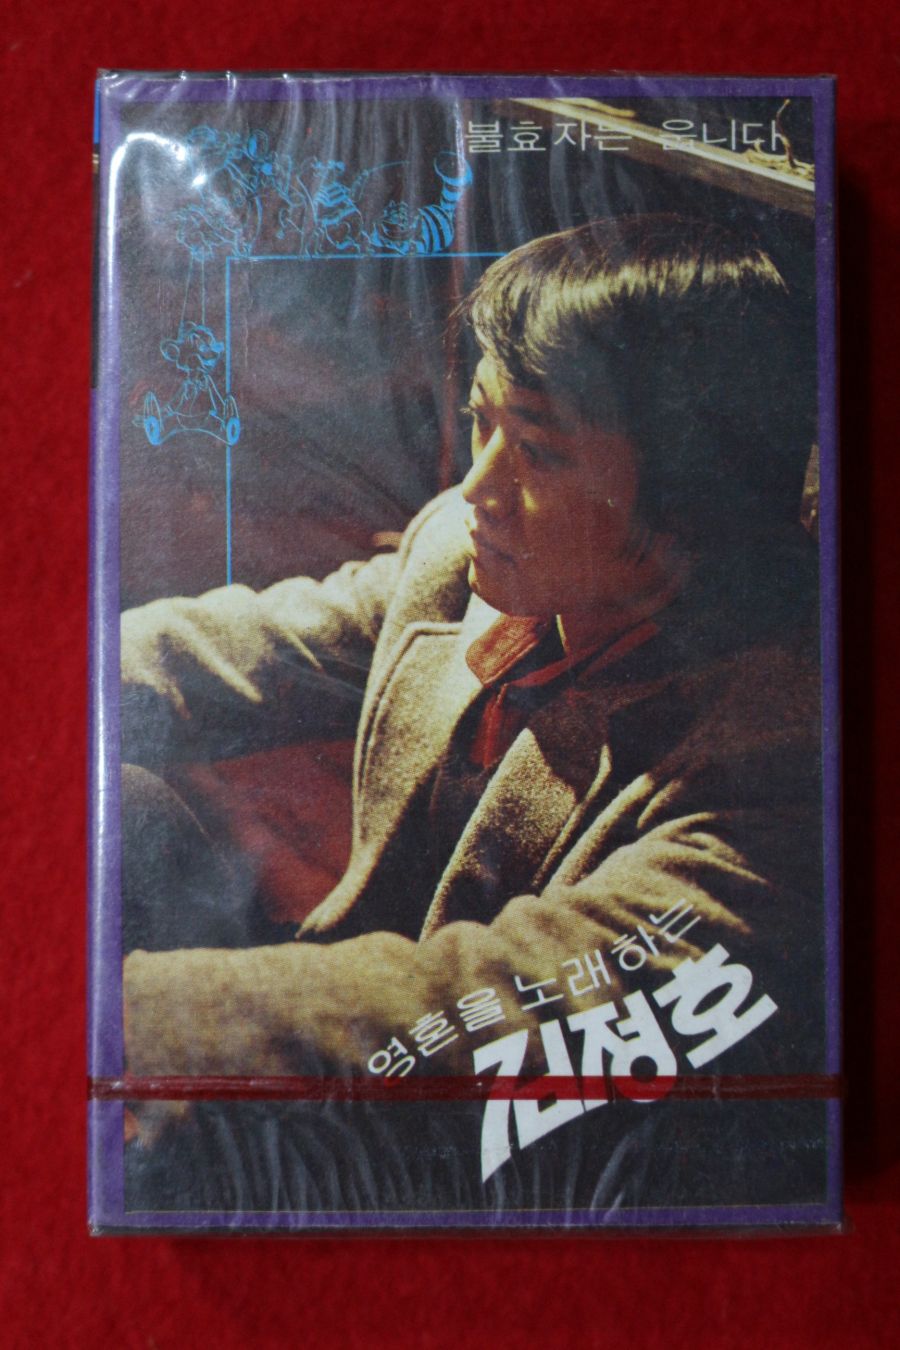 불효자는 웁니다
영혼을 노래하는
김정호